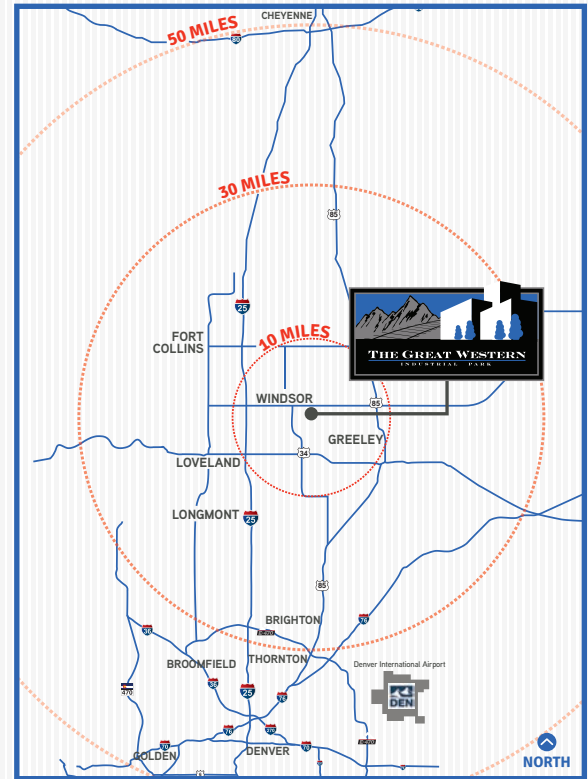 CHEYENNE
50 MILES
80
30 MILES
85
25
10 MILES
FORT
COLLINS
THE GREAT WESTERN
INDUSTRIAL PARK
WINDSOR
85
GREELEY
34
LOVELAND
LONGMONT
25
85
BRIGHTON
E-470
76
36
BROOMFIELD
THORNTON
Denver International Airport
36
470
25
76
DEN
76
270
70
GOLDEN
DENVER
76
E-470
6
NORTH